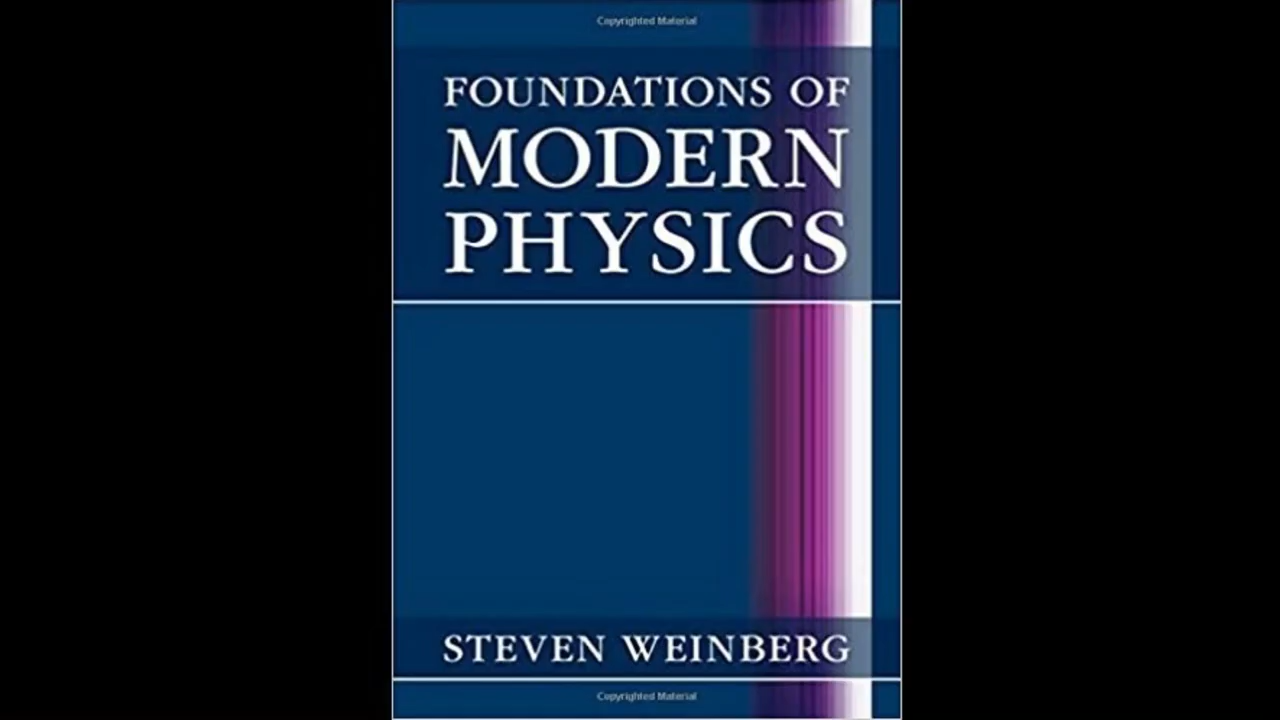 Copyrighted Material
FOUNDATIONS OF
MODERN
PHYSICS
STEVEN WEINBERG
Copyrighted Material